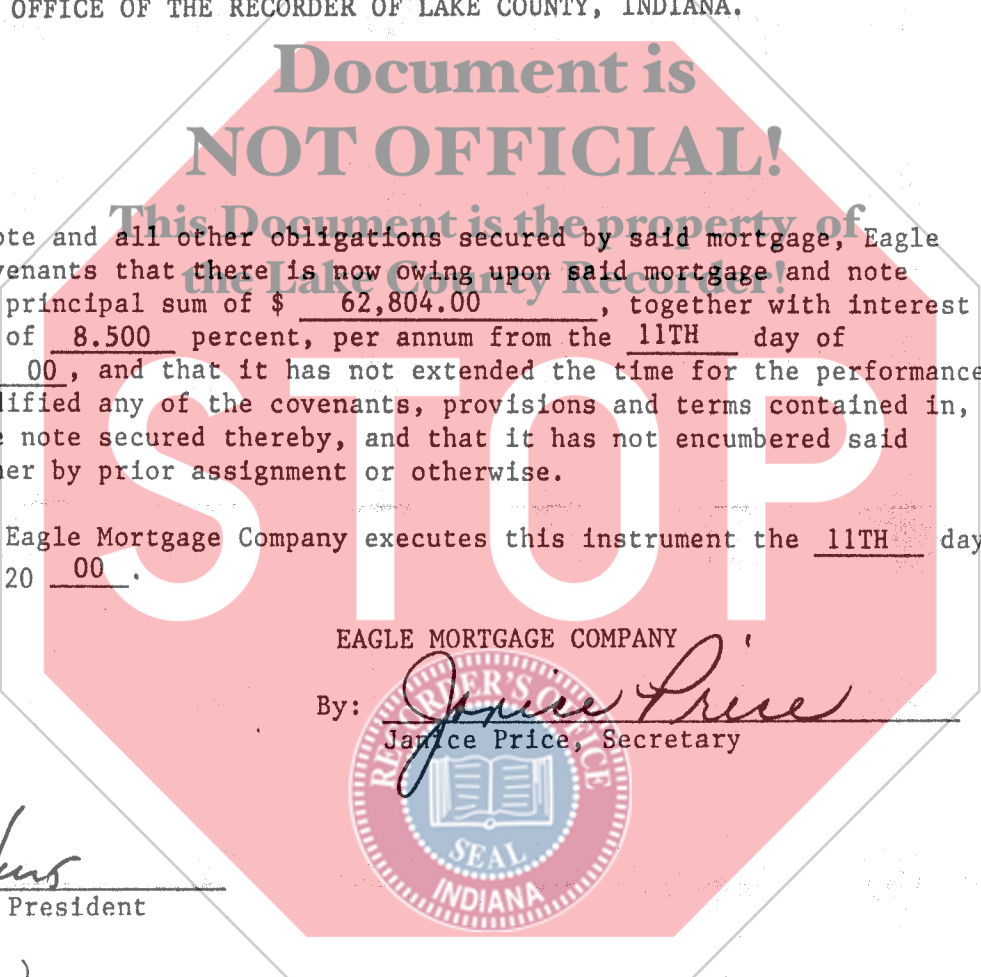 OFFICE OF THE RECORDER OF LAKE COUNTY, INDIANA.
Document is
NOT OFFICIAL!
This Document is the property of
the Lake County Recorder!
ote and all other obligations secured by said mortgage, Eagle
venants that there is now owing upon said mortgage and note
principal sum of $ 62,804.00, together with interest
of 8.500 percent, per annum from the 11TH day of
00, and that it has not extended the time for the performance
lified any of the covenants, provisions and terms contained in,
e note secured thereby, and that it has not encumbered said
her by prior assignment or otherwise.
STOP
Eagle Mortgage Company executes this instrument the 11TH day
20 00.
EAGLE MORTGAGE COMPANY
By: Janice Price
Janice Price, Secretary
RECORDER'S OFFICE
SEAL
INDIANA
President
)